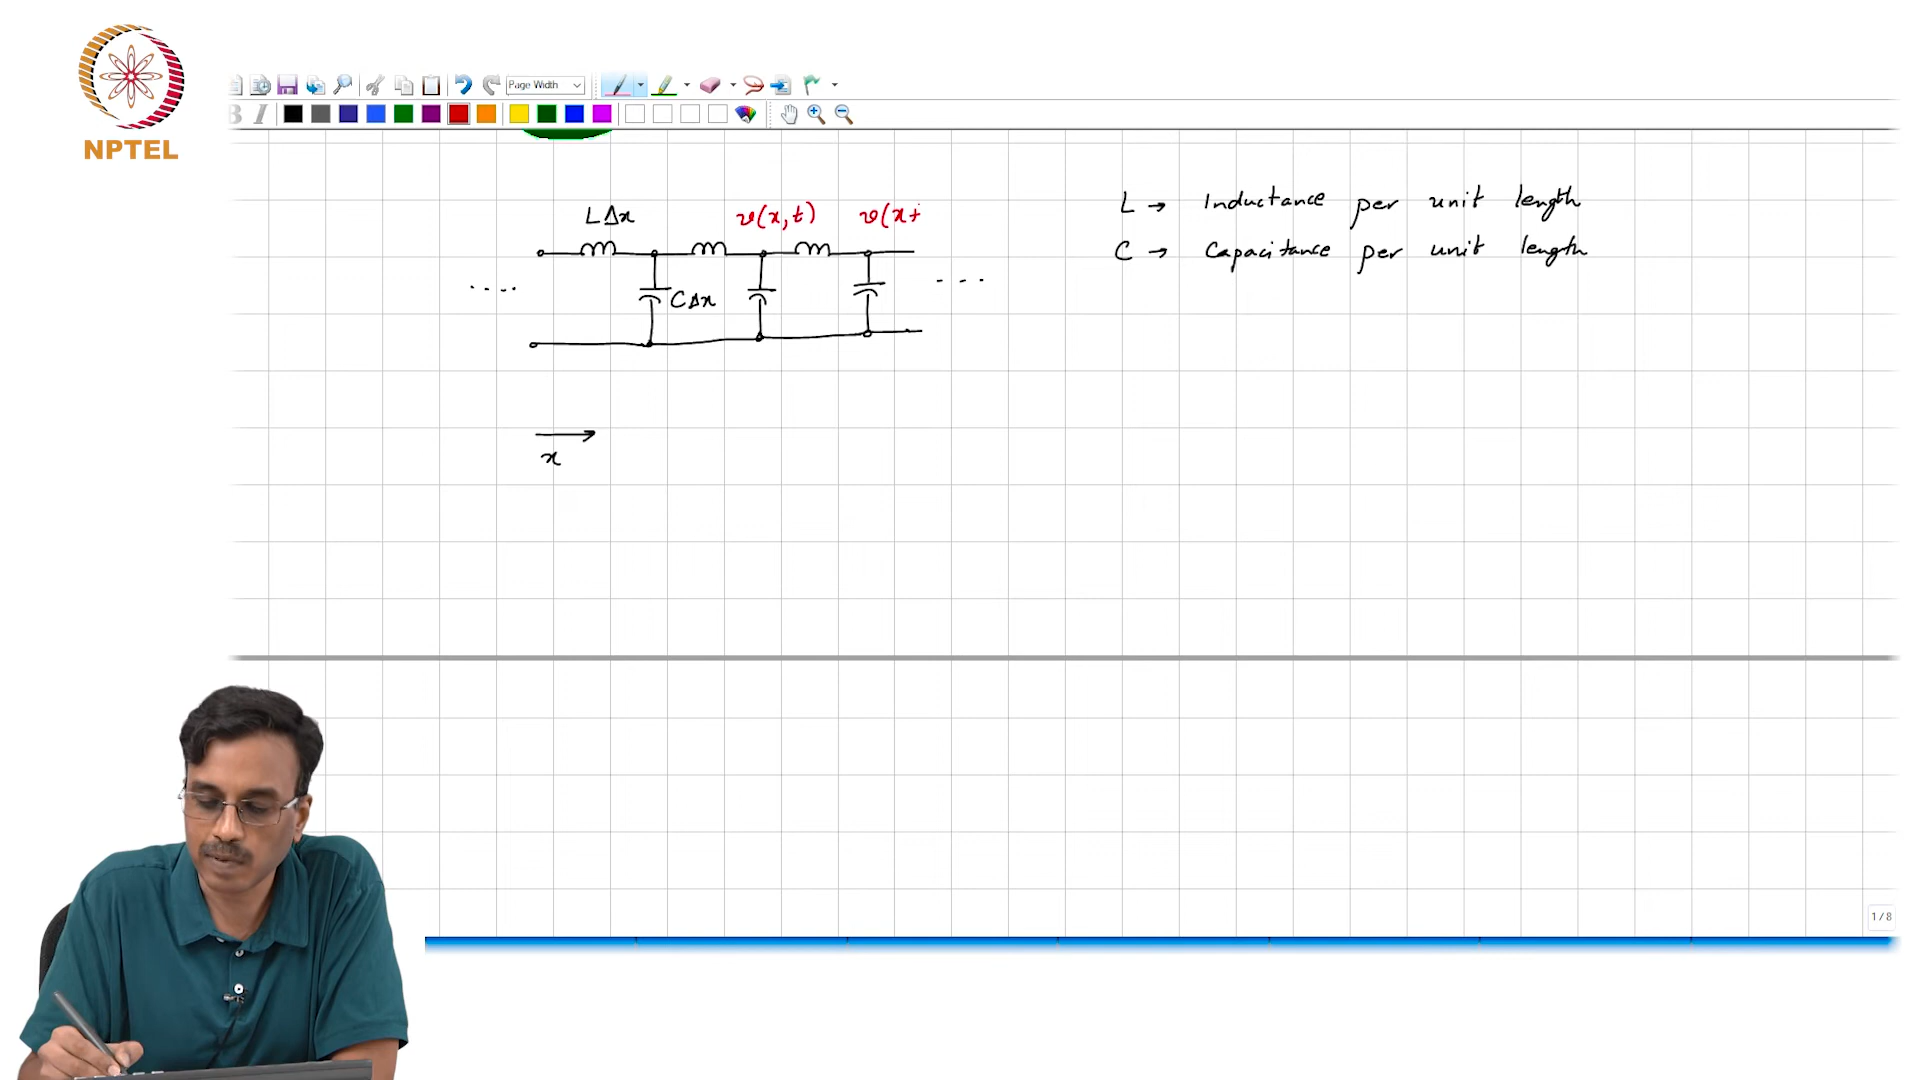 NPTEL
Page Width
B I
LΔx v(x,t) v(x+
L → Inductance per unit length
C → Capacitance per unit length
.... CΔx ...
x
1/8